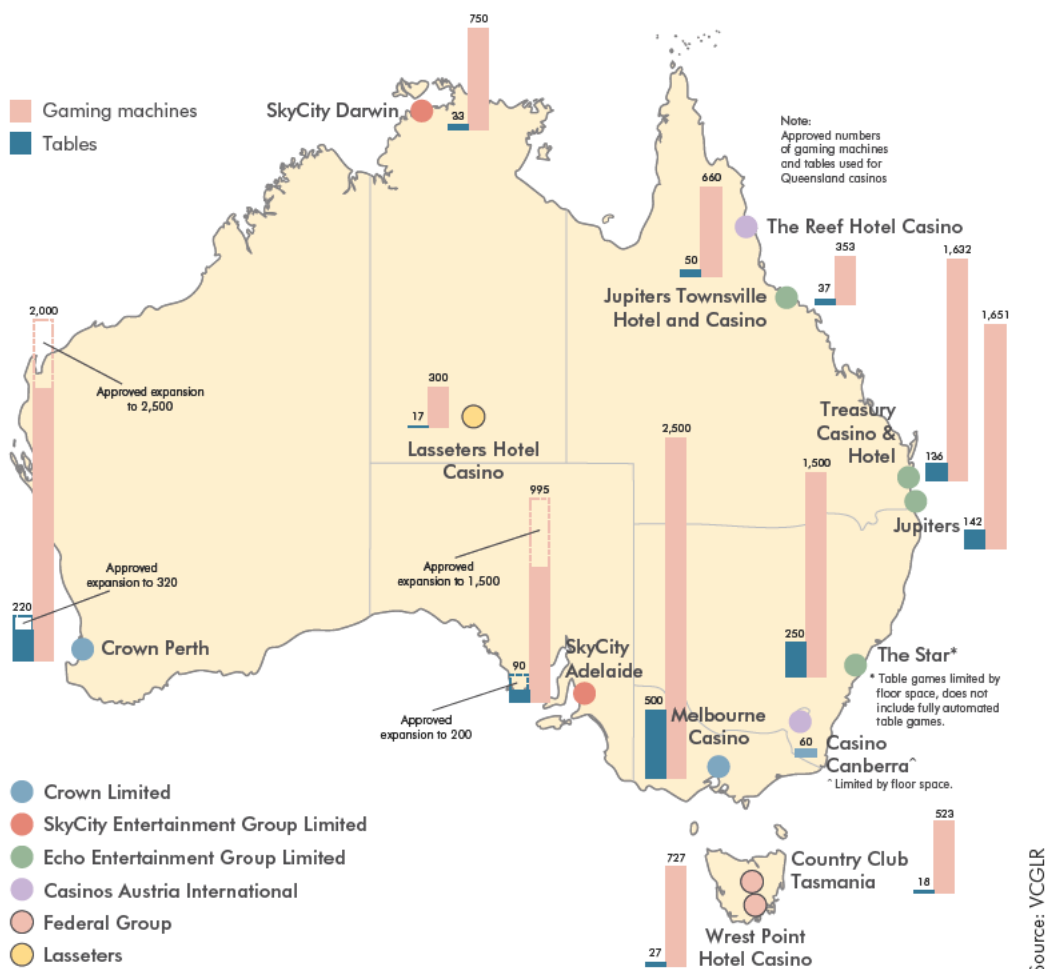 750
Gaming machines
Tables
SkyCity Darwin
33
Note:
Approved numbers
of gaming machines
and tables used for
Queensland casinos
660
The Reef Hotel Casino
50
353
1,632
37
Jupiters Townsville
Hotel and Casino
2,000
1,651
Approved expansion
to 2,500
300
17
Lasseters Hotel
Casino
2,500
Treasury
Casino &
Hotel
136
1,500
995
Jupiters
142
Approved
expansion to 1,500
Approved
expansion to 320
220
Crown Perth
SkyCity
Adelaide
90
250
The Star*
* Table games limited by
floor space, does not
include fully automated
table games.
Approved
expansion to 200
500
Melbourne
Casino
60
Casino
Canberra^
^ Limited by floor space.
Crown Limited
SkyCity Entertainment Group Limited
Echo Entertainment Group Limited
Casinos Austria International
Federal Group
Lasseters
523
Country Club
Tasmania
18
727
27
Wrest Point
Hotel Casino
Source: VCGLR